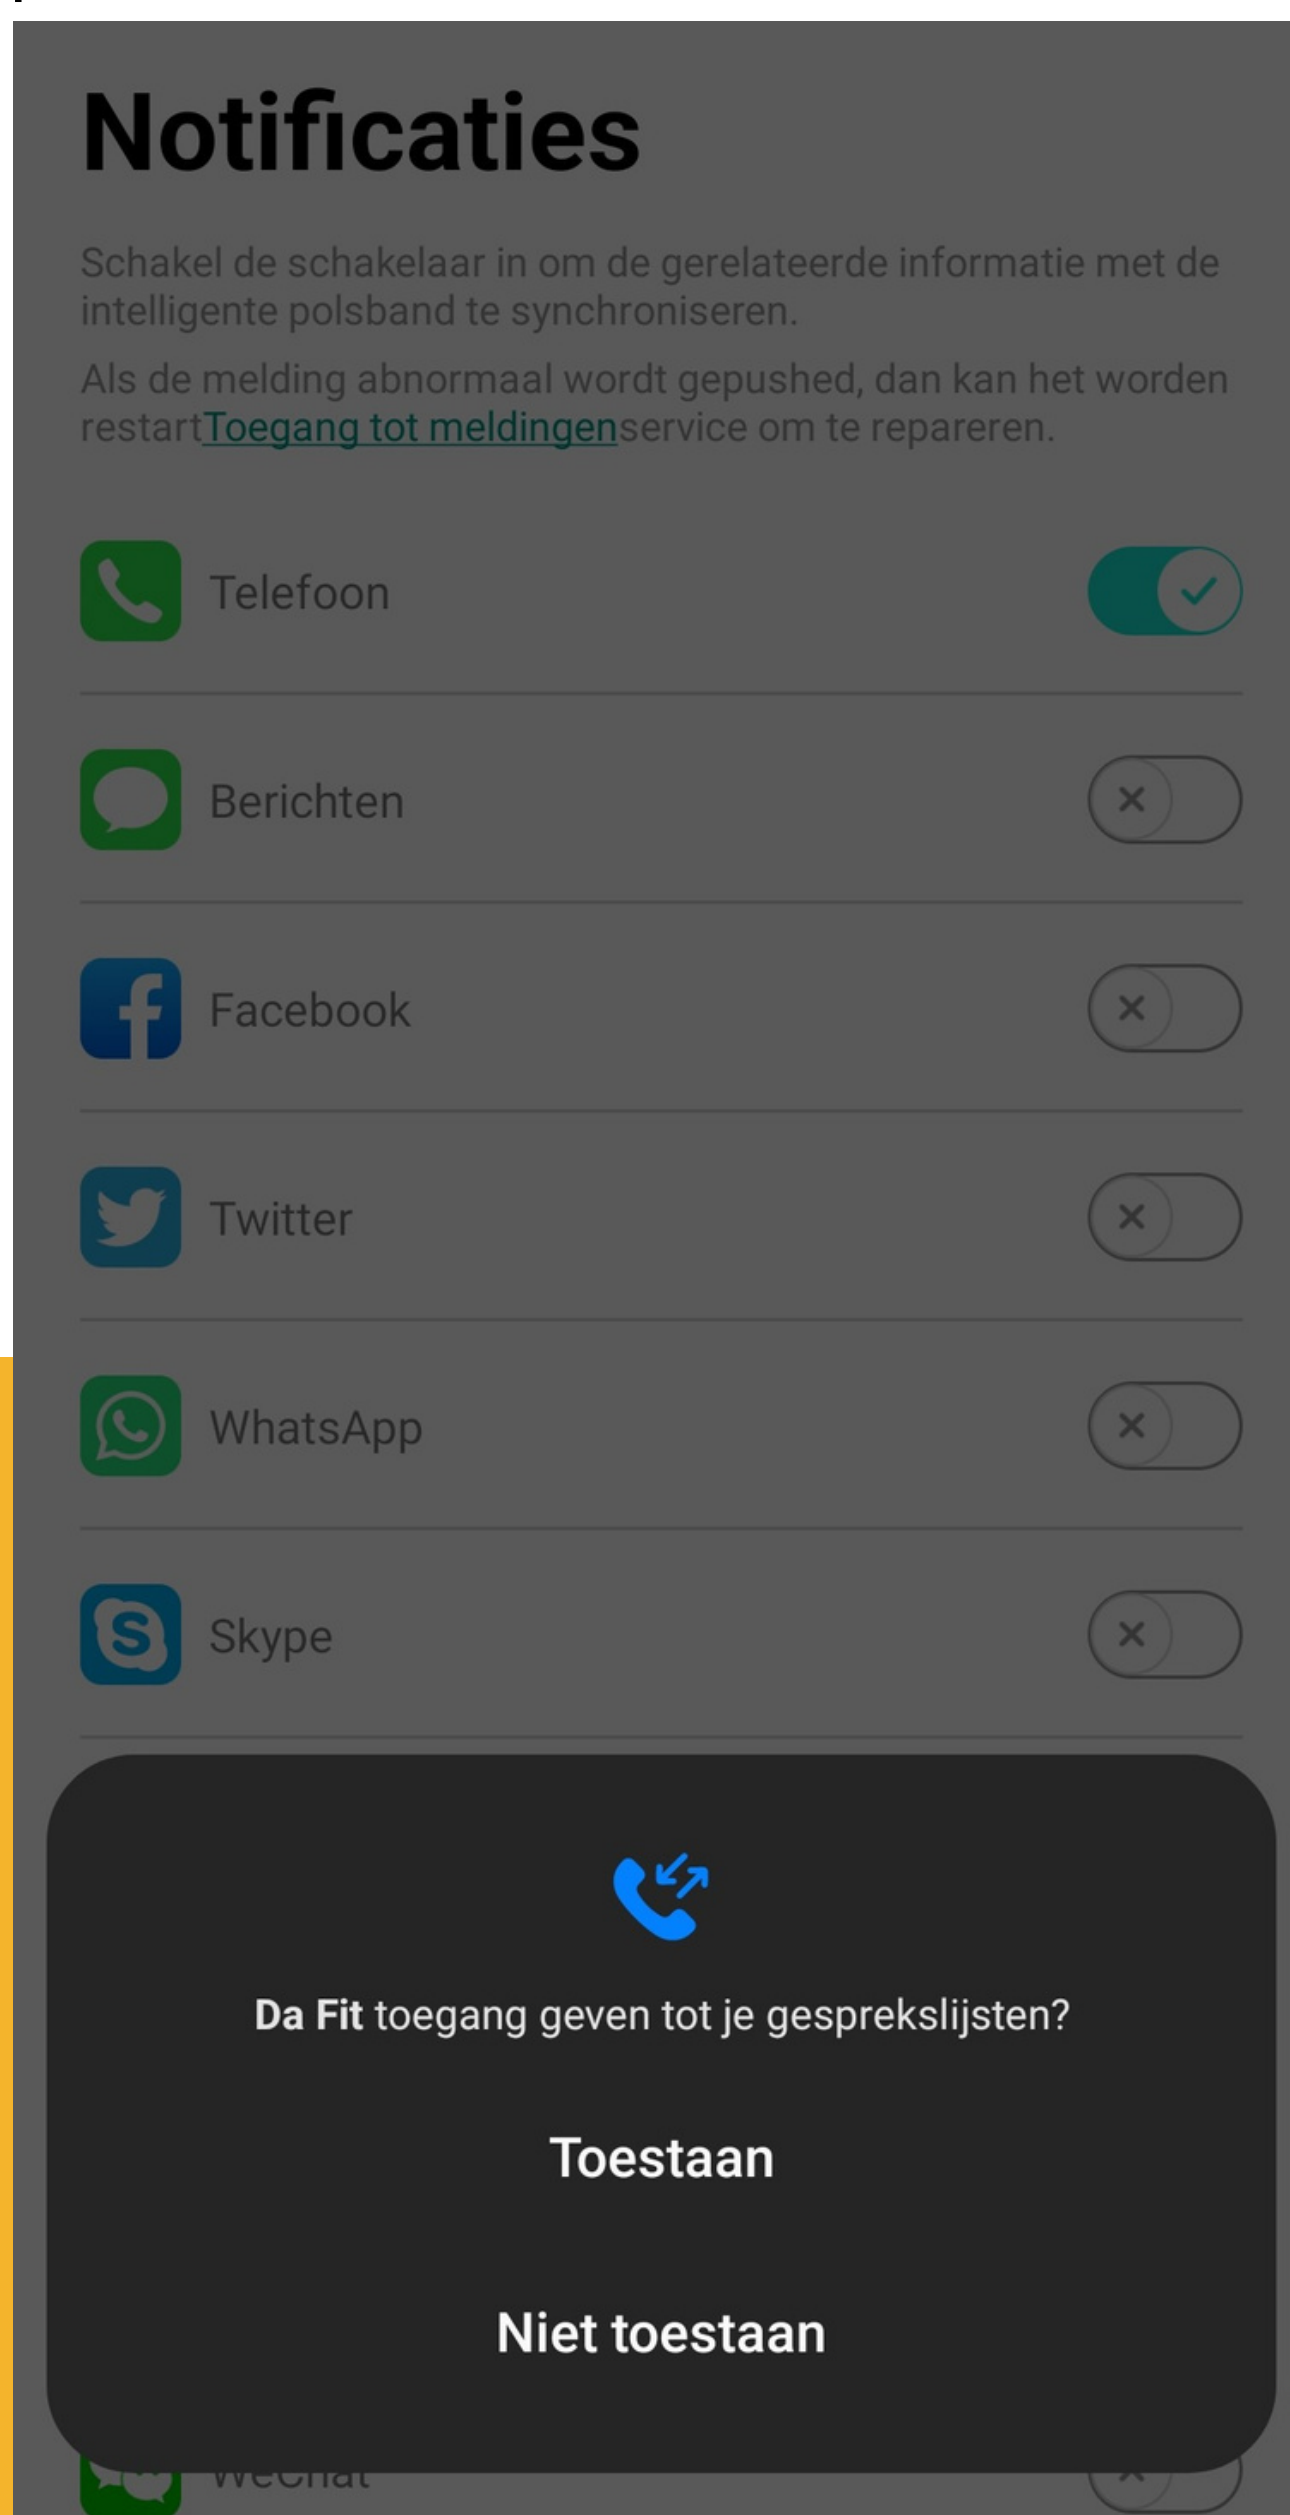 Notificaties
Schakel de schakelaar in om de gerelateerde informatie met de
intelligente polsband te synchroniseren.
Als de melding abnormaal wordt gepushed, dan kan het worden
restartToegang tot meldingenservice om te repareren.
Telefoon
Berichten
Facebook
Twitter
WhatsApp
Skype
Da Fit toegang geven tot je gesprekslijsten?
Toestaan
Niet toestaan
WeChat